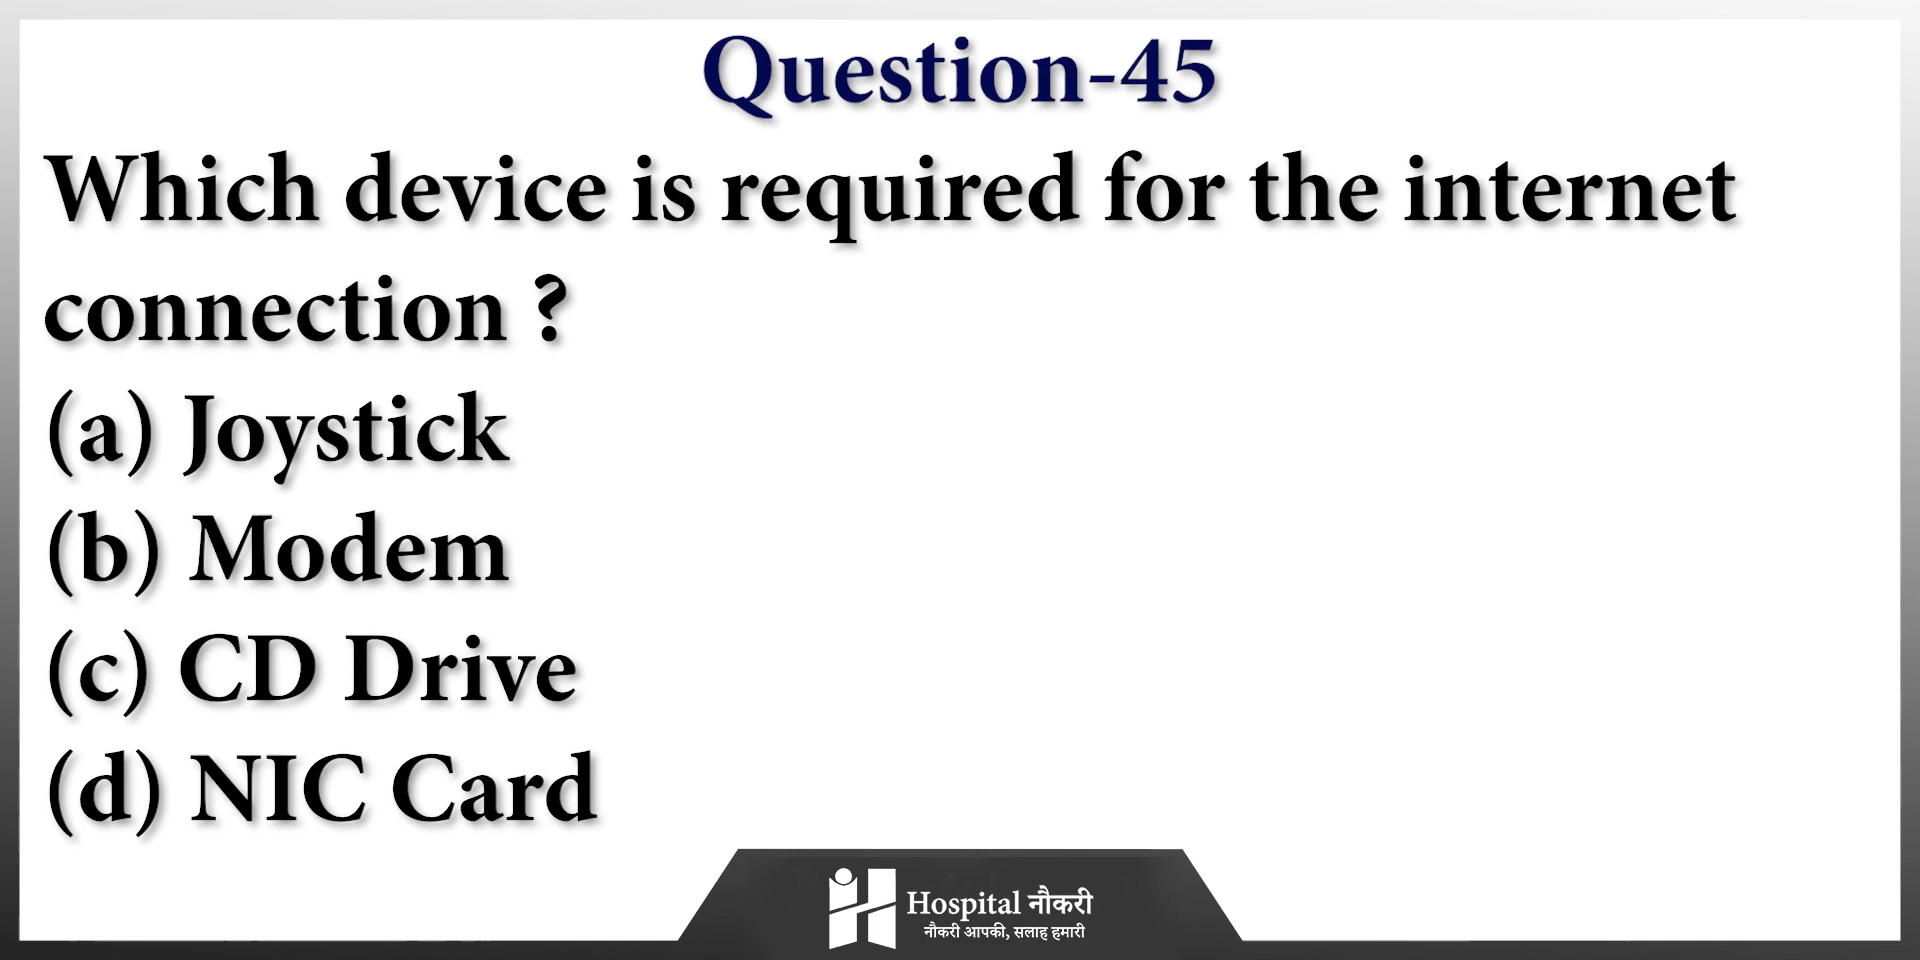 Question-45
Which device is required for the internet
connection ?
(a) Joystick
(b) Modem
(c) CD Drive
(d) NIC Card
Hospital नौकरी
नौकरी आपकी, सलाह हमारी